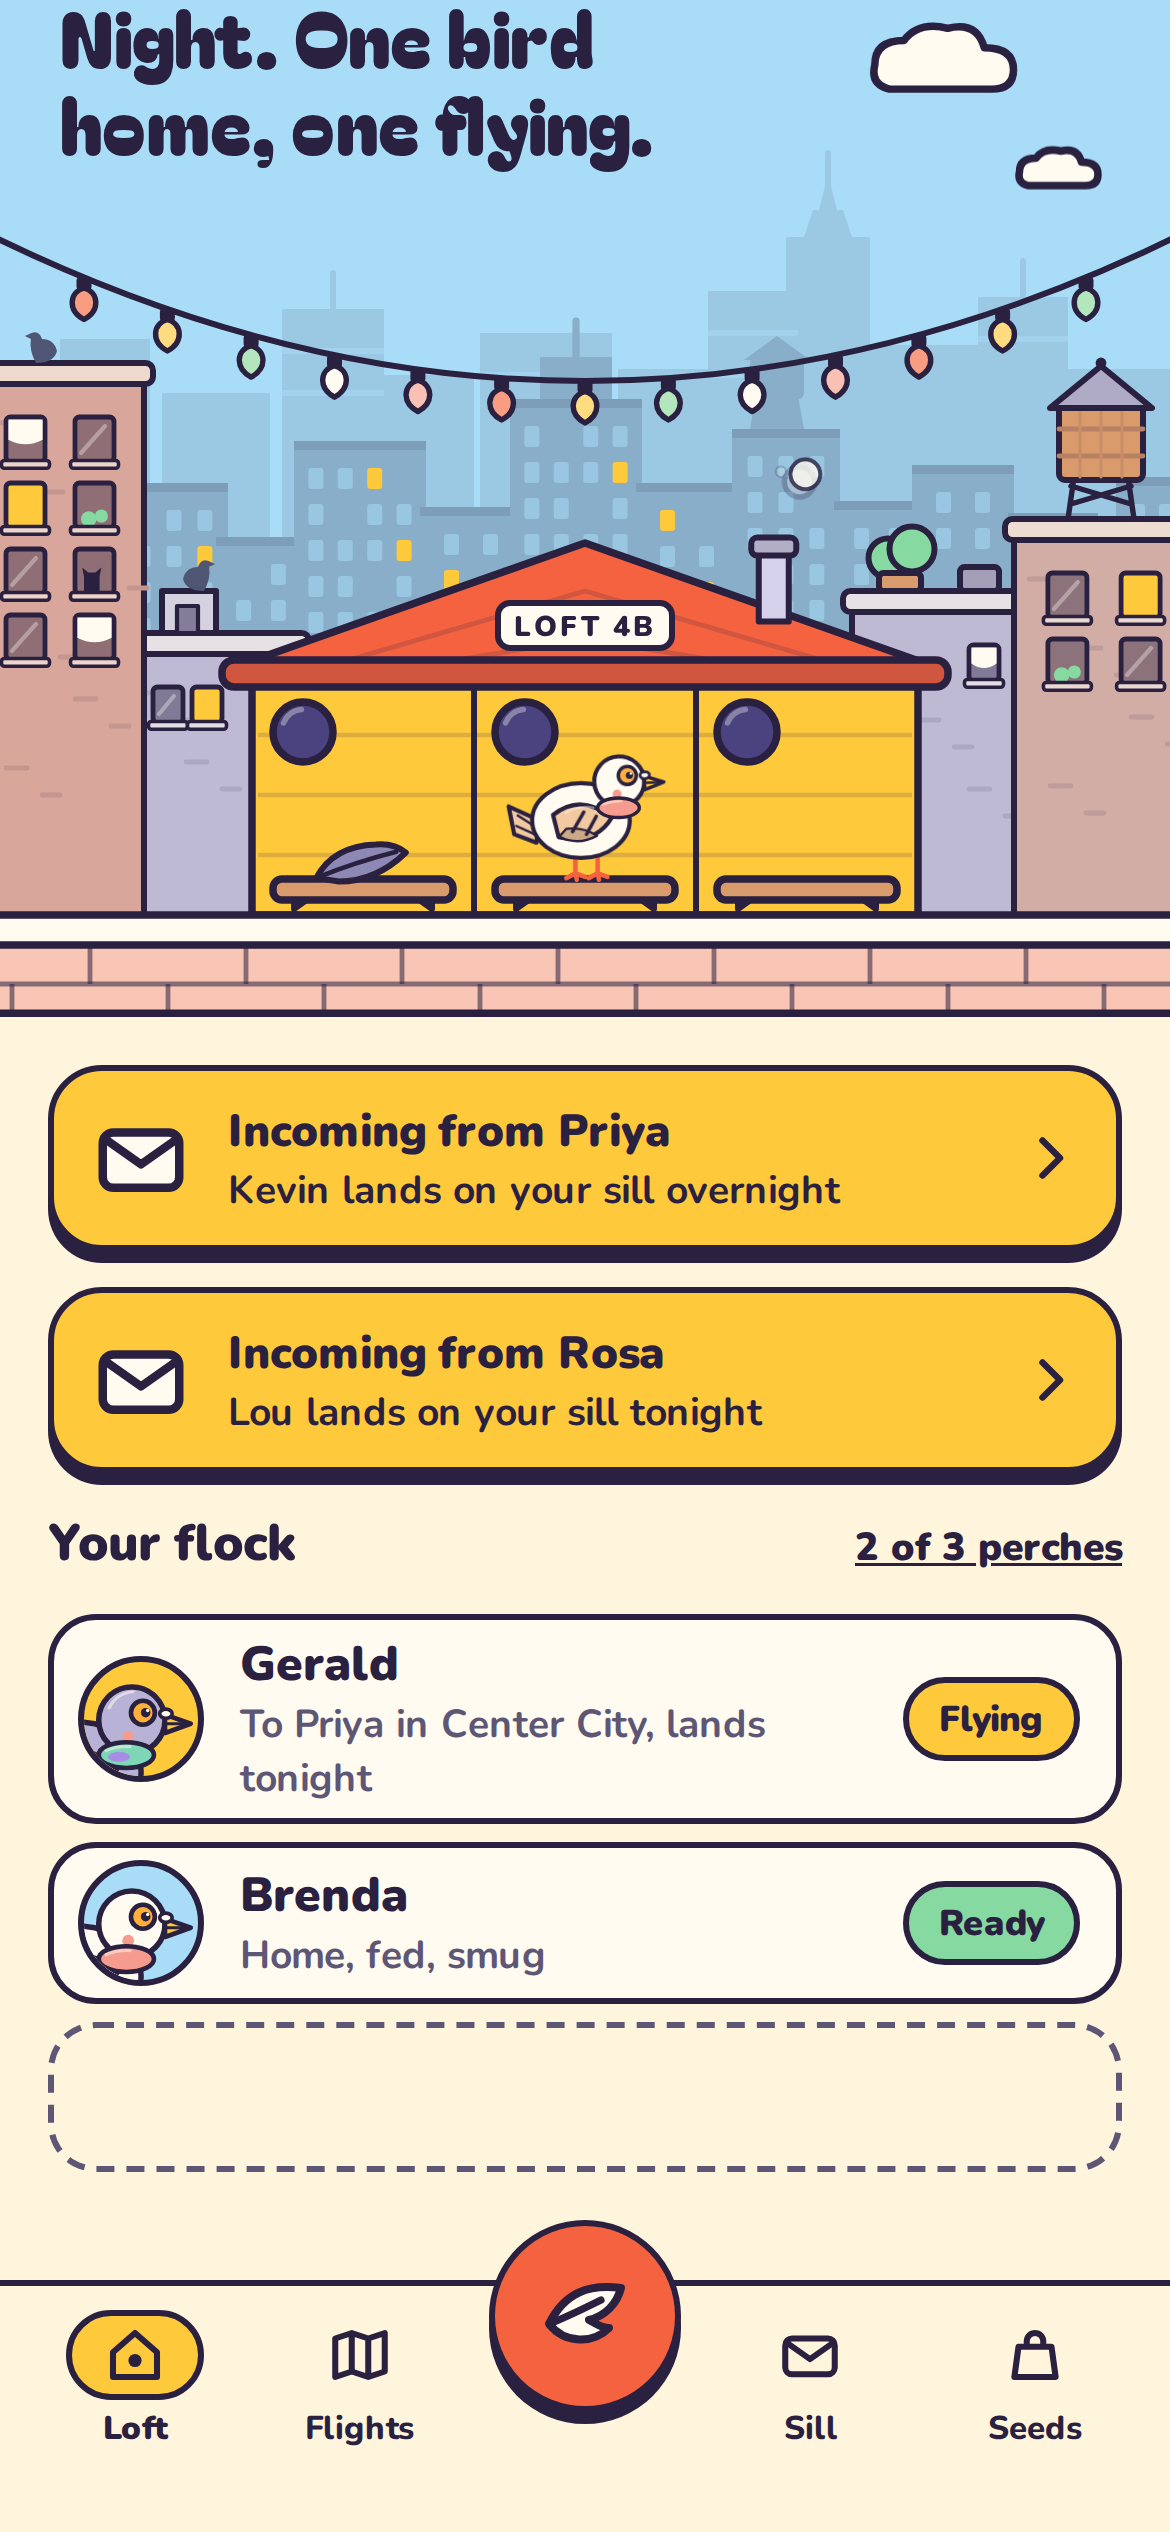 Night. One bird
home, one flying.
LOFT 4B
Incoming from Priya
Kevin lands on your sill overnight
Incoming from Rosa
Lou lands on your sill tonight
Your flock
2 of 3 perches
Gerald
To Priya in Center City, lands
tonight
Flying
Brenda
Home, fed, smug
Ready
Loft
Flights
Sill
Seeds